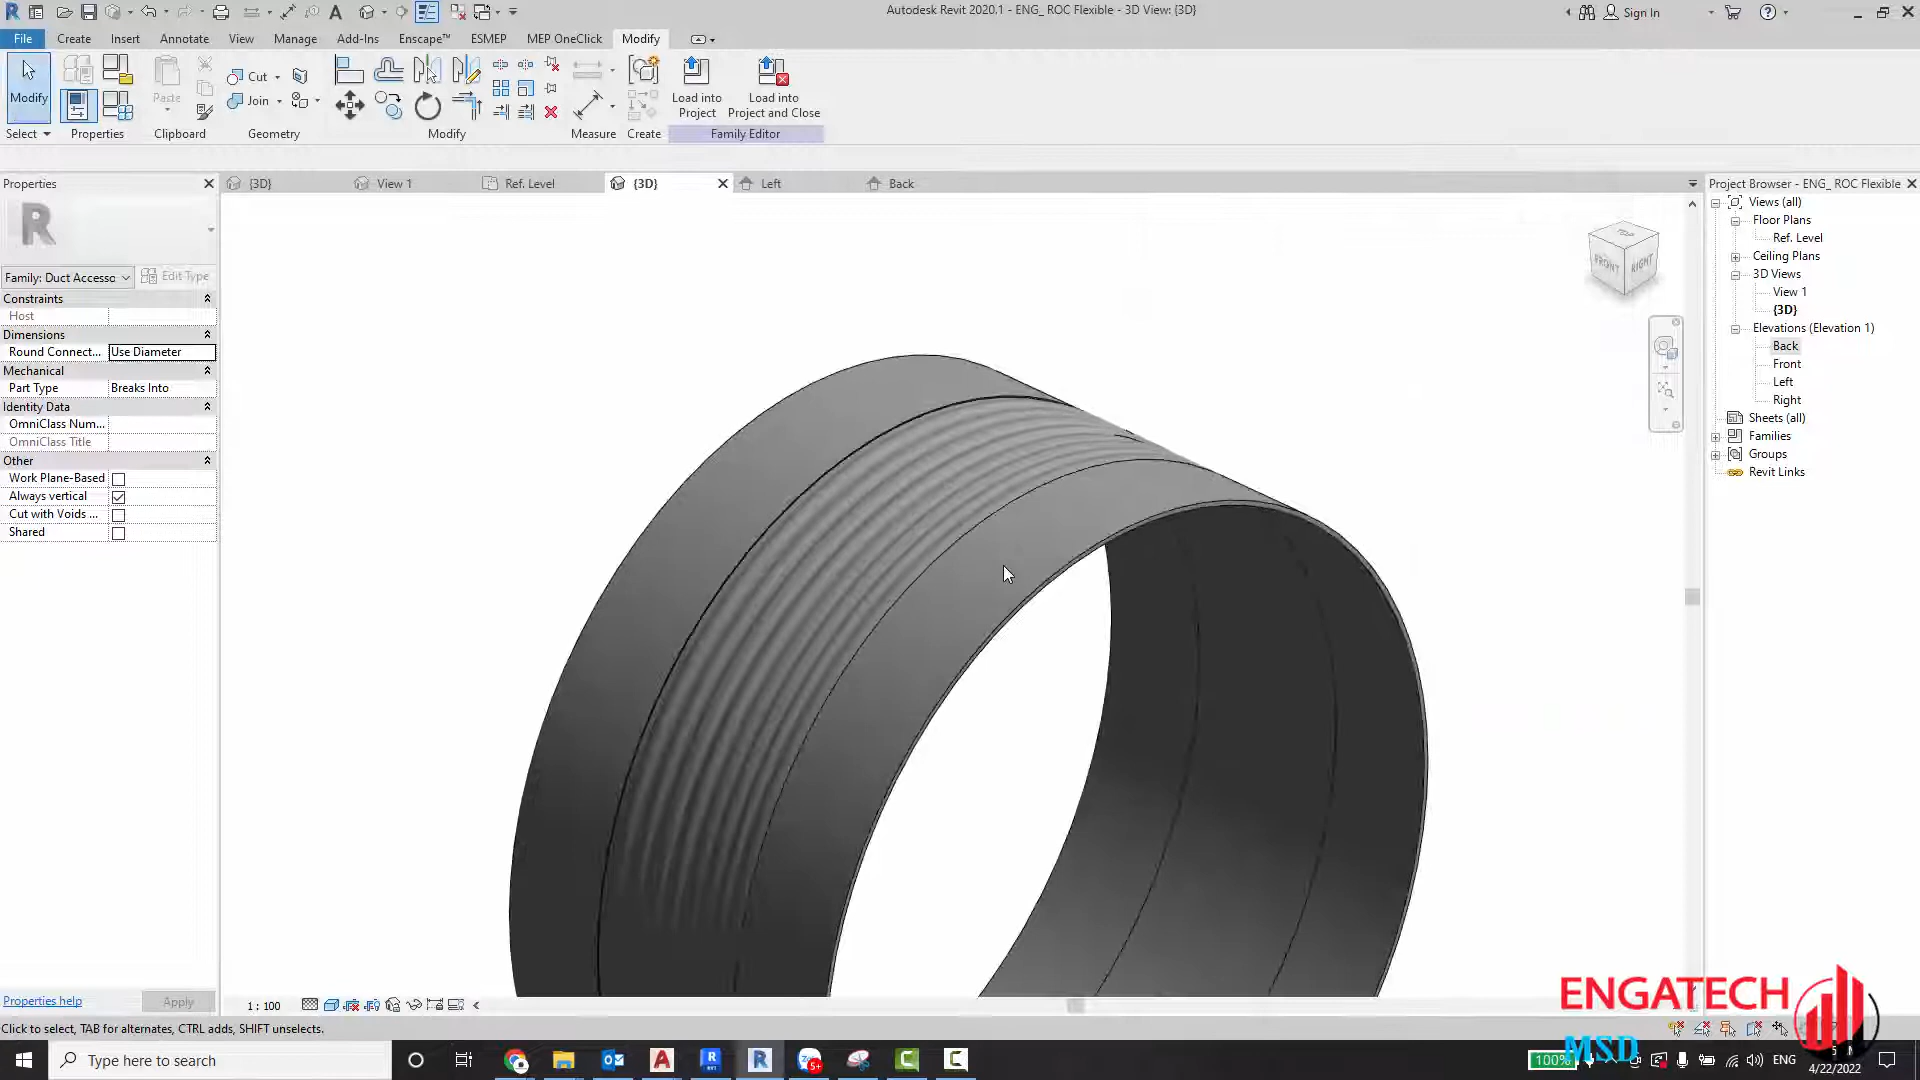 Autodesk Revit 2020.1 - ENG_ ROC Flexible - 3D View: {3D}
Sign In
File Create Insert Annotate View Manage Add-Ins Enscape™ ESMEP MEP OneClick Modify
Modify
Paste
Cut
Join
Load into Project
Load into Project and Close
Select Properties Clipboard Geometry Modify Measure Create Family Editor
Properties
{3D} View 1 Ref. Level {3D} Left Back
Project Browser - ENG_ ROC Flexible
Family: Duct Accesso
Edit Type
Constraints
Host
Dimensions
Round Connect... Use Diameter
Mechanical
Part Type Breaks Into
Identity Data
OmniClass Num...
OmniClass Title
Other
Work Plane-Based
Always vertical
Cut with Voids ...
Shared
Properties help
Apply
Views (all)
Floor Plans
Ref. Level
Ceiling Plans
3D Views
View 1
{3D}
Elevations (Elevation 1)
Back
Front
Left
Right
Sheets (all)
Families
Groups
Revit Links
TOP
FRONT
RIGHT
1 : 100
Click to select, TAB for alternates, CTRL adds, SHIFT unselects.
ENGATECH
MSD
Type here to search
100%
ENG
4/22/2022